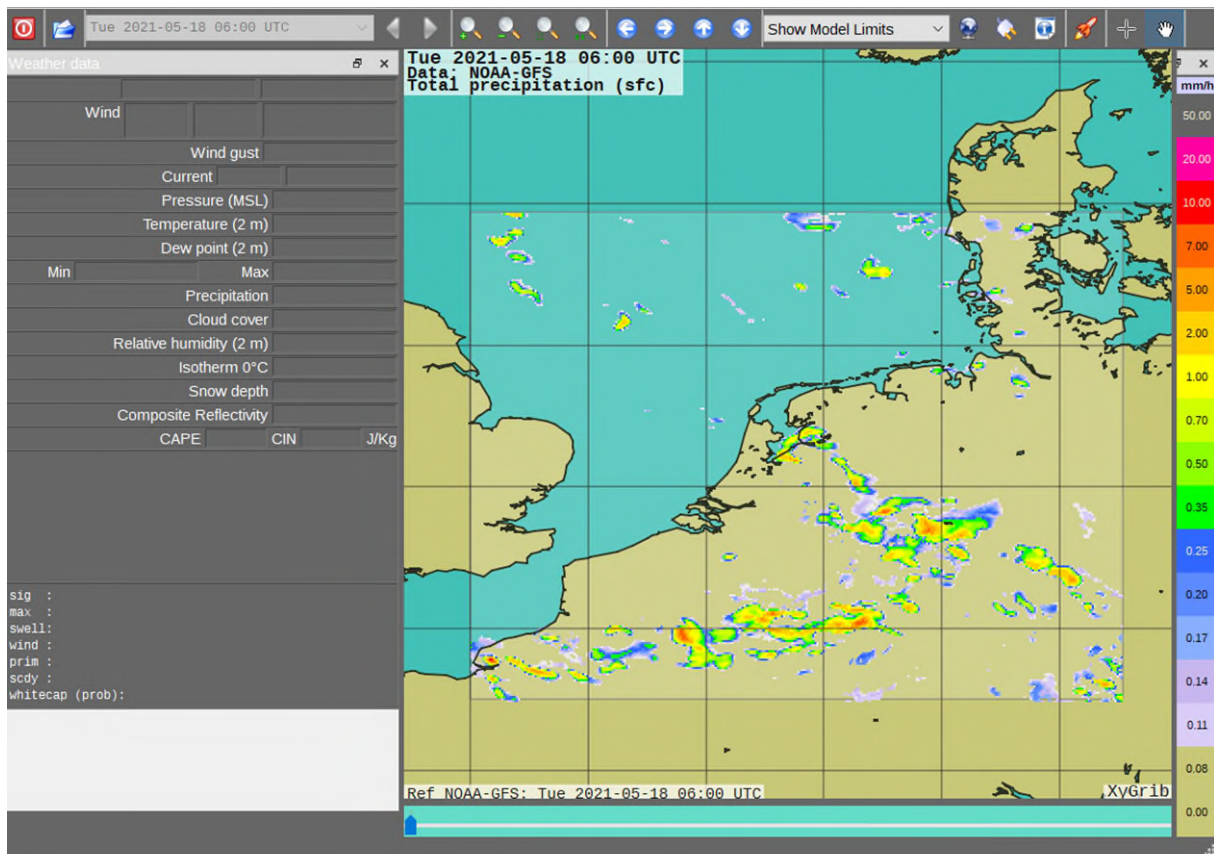 Tue 2021-05-18 06:00 UTC
Show Model Limits
Weather data
Wind
Wind gust
Current
Pressure (MSL)
Temperature (2 m)
Dew point (2 m)
Min Max
Precipitation
Cloud cover
Relative humidity (2 m)
Isotherm 0°C
Snow depth
Composite Reflectivity
CAPE CIN J/Kg
sig :
max :
swell:
wind :
prim :
scdy :
whitecap (prob):
Tue 2021-05-18 06:00 UTC
Data: NOAA-GFS
Total precipitation (sfc)
Ref NOAA-GFS: Tue 2021-05-18 06:00 UTC
XyGrib
mm/h
50.00
20.00
10.00
7.00
5.00
2.00
1.00
0.70
0.50
0.35
0.25
0.20
0.17
0.14
0.11
0.08
0.00